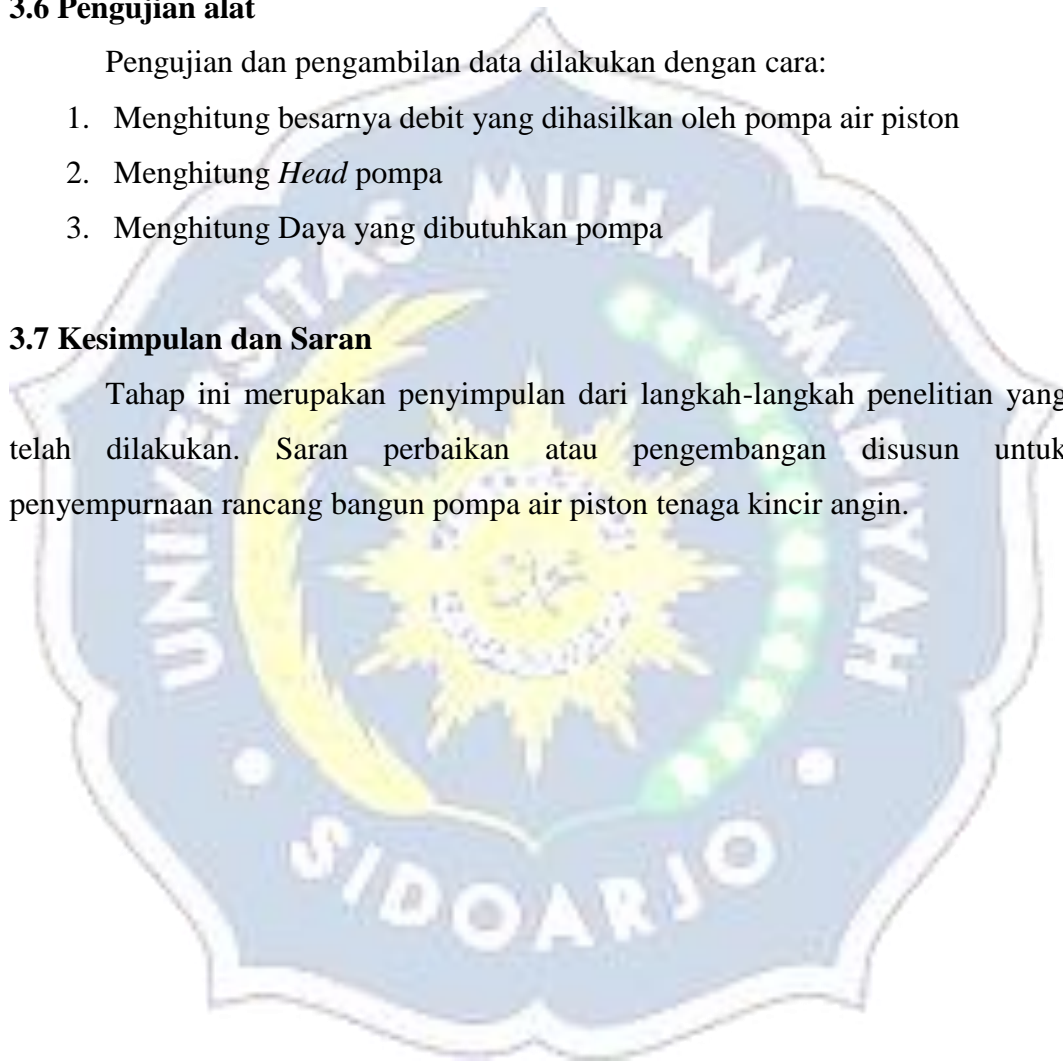 3.6 Pengujian alat
Pengujian dan pengambilan data dilakukan dengan cara:
1. Menghitung besarnya debit yang dihasilkan oleh pompa air piston
2. Menghitung Head pompa
3. Menghitung Daya yang dibutuhkan pompa
3.7 Kesimpulan dan Saran
Tahap ini merupakan penyimpulan dari langkah-langkah penelitian yang
telah dilakukan. Saran perbaikan atau pengembangan disusun untuk
penyempurnaan rancang bangun pompa air piston tenaga kincir angin.
UNIVERSITAS MUHAMMADIYAH
SIDOARJO